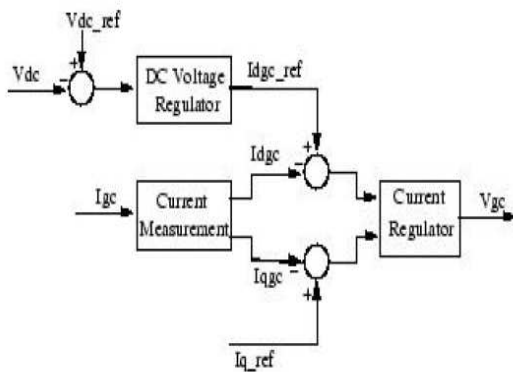 Vdc_ref
Vdc
−
+
DC Voltage
Regulator
Idgc_ref
+
−
Idgc
Igc
Current
Measurement
Current
Regulator
Vgc
Iqgc
−
+
Iq_ref